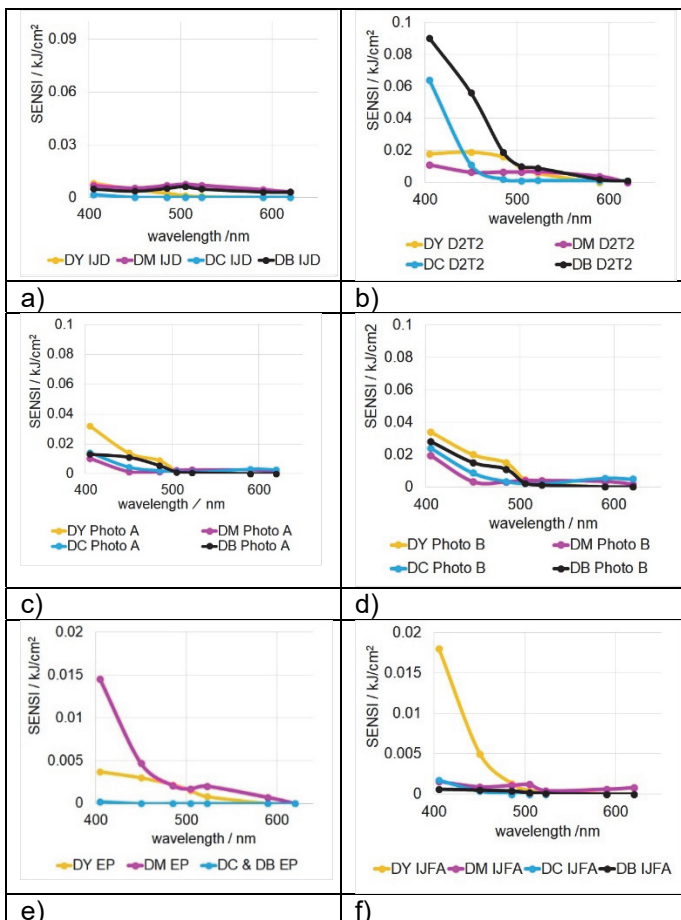 SENSI / kJ/cm²
0.09
0.06
0.03
0
400
500
600
wavelength /nm
DY IJD
DM IJD
DC IJD
DB IJD
a)
SENSI / kJ/cm²
0.1
0.08
0.06
0.04
0.02
0
400
500
600
wavelength /nm
DY D2T2
DM D2T2
DC D2T2
DB D2T2
b)
SENSI / kJ/cm²
0.1
0.08
0.06
0.04
0.02
0
400
500
600
wavelength / nm
DY Photo A
DM Photo A
DC Photo A
DB Photo A
c)
SENSI / kJ/cm2
0.1
0.08
0.06
0.04
0.02
0
400
500
600
wavelength /nm
DY Photo B
DM Photo B
DC Photo B
DB Photo B
d)
SENSI / kJ/cm²
0.02
0.015
0.01
0.005
0
400
500
600
wavelength /nm
DY EP
DM EP
DC & DB EP
e)
SENSI / kJ/cm²
0.02
0.015
0.01
0.005
0
400
500
600
wavelength /nm
DY IJFA
DM IJFA
DC IJFA
DB IJFA
f)